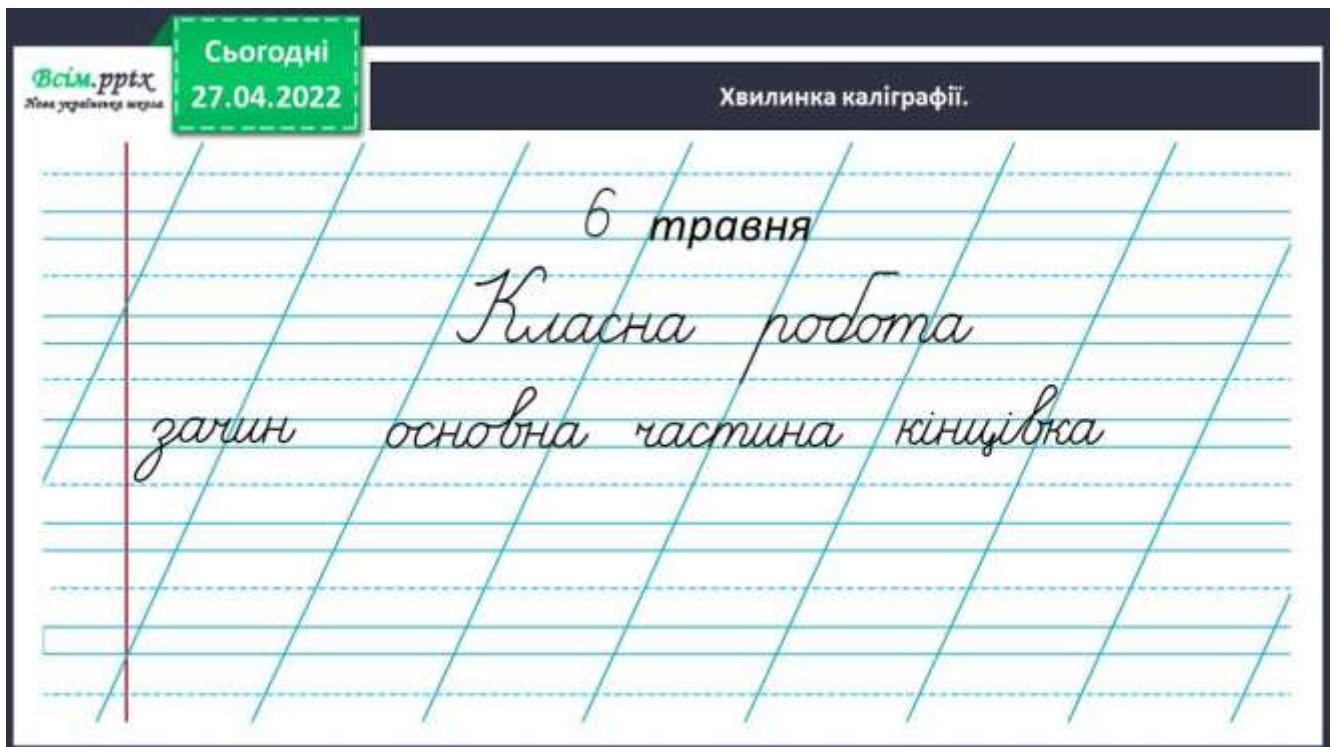 Сьогодні
27.04.2022
Всім.pptx
Нова українська школа
Хвилинка каліграфії.
6 травня
Класна робота
зачин основна частина кінцівка